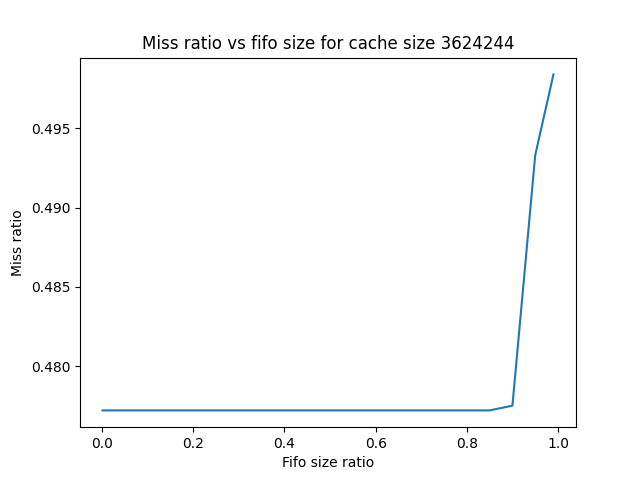 Miss ratio vs fifo size for cache size 3624244
0.495
0.490
0.485
0.480
Miss ratio
0.0 0.2 0.4 0.6 0.8 1.0
Fifo size ratio